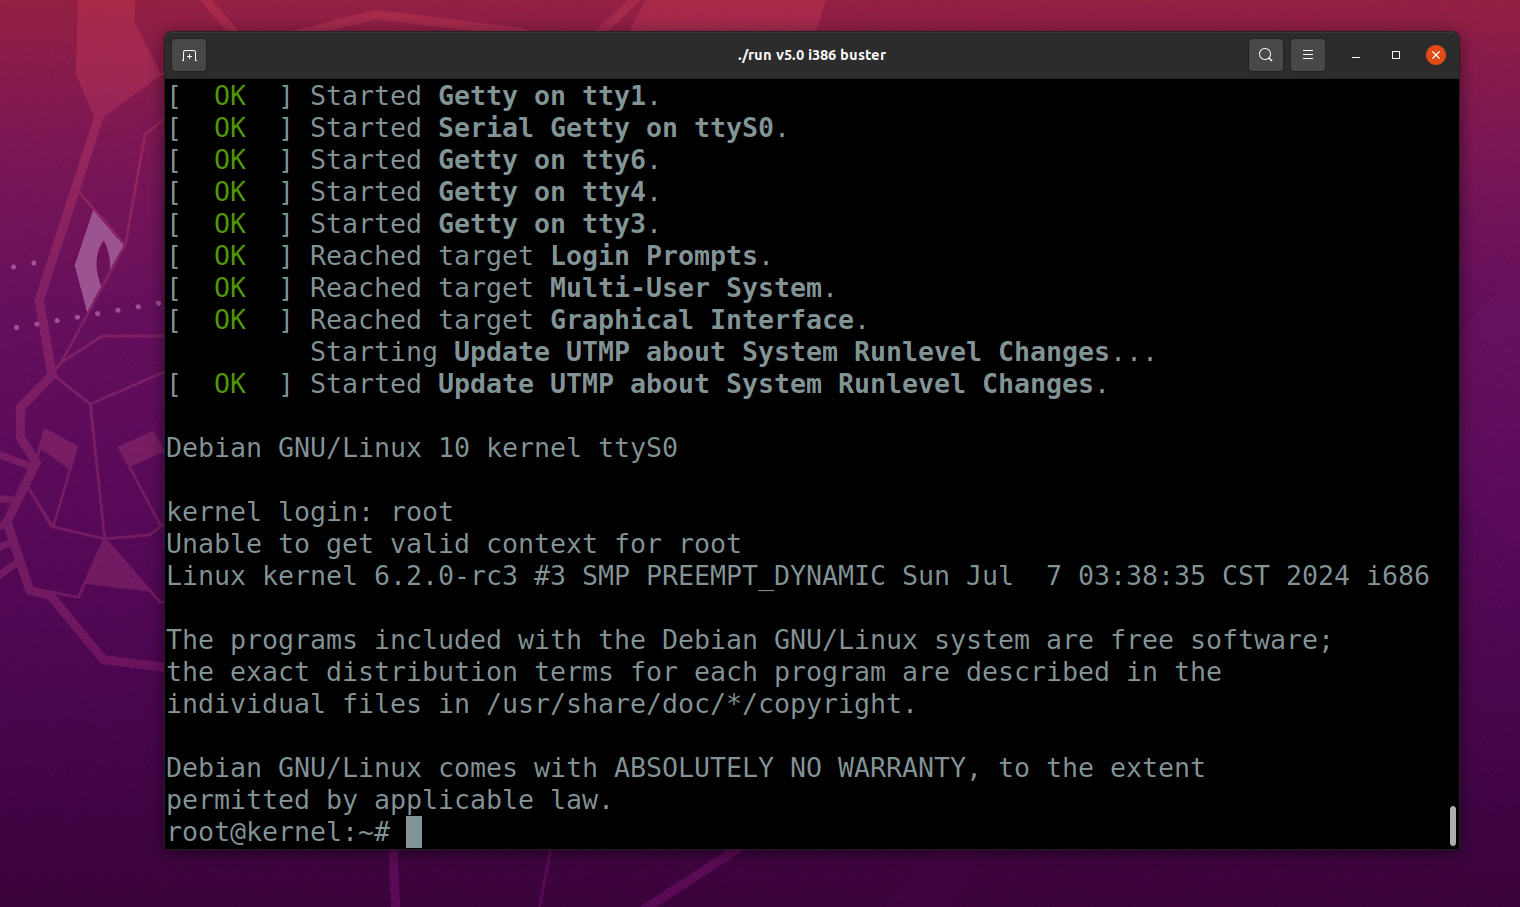 ./run v5.0 i386 buster
[  OK  ] Started Getty on tty1.
[  OK  ] Started Serial Getty on ttyS0.
[  OK  ] Started Getty on tty6.
[  OK  ] Started Getty on tty4.
[  OK  ] Started Getty on tty3.
[  OK  ] Reached target Login Prompts.
[  OK  ] Reached target Multi-User System.
[  OK  ] Reached target Graphical Interface.
         Starting Update UTMP about System Runlevel Changes...
[  OK  ] Started Update UTMP about System Runlevel Changes.
Debian GNU/Linux 10 kernel ttyS0
kernel login: root
Unable to get valid context for root
Linux kernel 6.2.0-rc3 #3 SMP PREEMPT_DYNAMIC Sun Jul  7 03:38:35 CST 2024 i686
The programs included with the Debian GNU/Linux system are free software;
the exact distribution terms for each program are described in the
individual files in /usr/share/doc/*/copyright.
Debian GNU/Linux comes with ABSOLUTELY NO WARRANTY, to the extent
permitted by applicable law.
root@kernel:~#